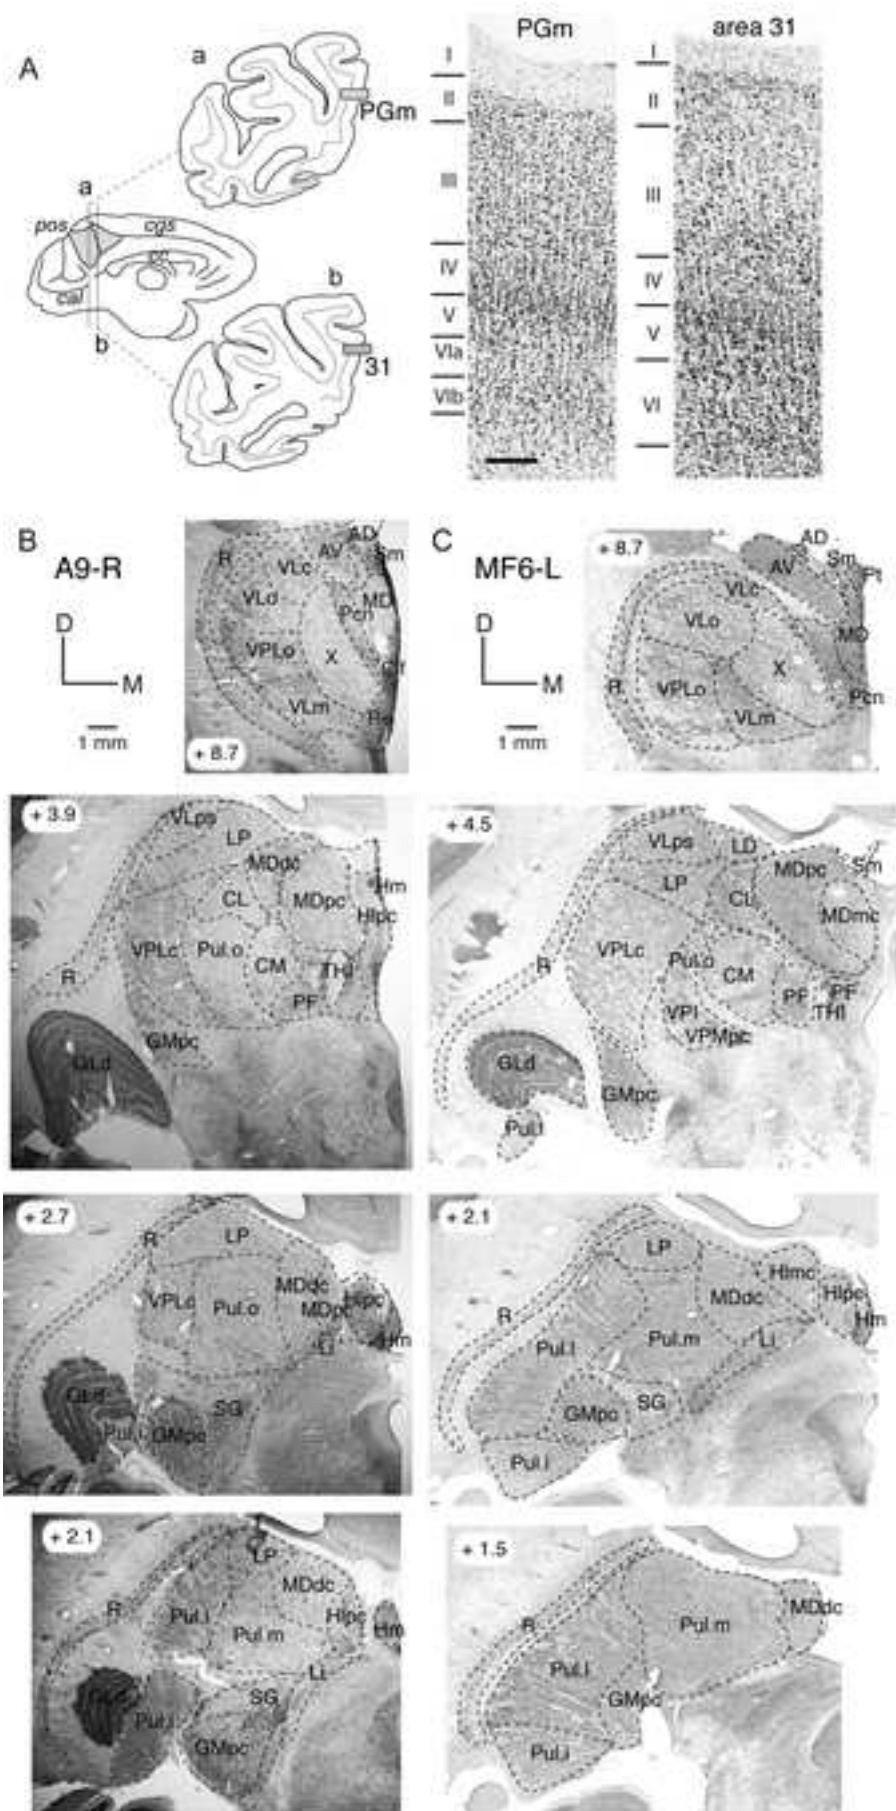 A
a
PGm
a
pos
cgs
cc
cal
b
b
31
PGm
I
II
III
IV
V
VIa
VIb
area 31
I
II
III
IV
V
VI
B
A9-R
D
M
1 mm
+ 8.7
R
AD
AV
Sm
VLc
VLo
MD
Pcn
VPLo
X
VLm
Re
C
MF6-L
D
M
1 mm
+ 8.7
AD
Sm
AV
Pt
VLc
VLo
MD
X
R
VPLo
Pcn
VLm
+ 3.9
VLps
LP
MDdc
Hm
CL
MDpc
Hlpc
VPLc
Pul.o
CM
THI
R
PF
GMpc
GLd
+ 4.5
VLps
LD
MDpc
Sm
LP
CL
MDmc
VPLc
R
Pul.o
CM
PF
PF
THI
VPI
VPMpc
GLd
GMpc
Pul.I
+ 2.7
R
LP
MDdc
VPLc
Pul.o
MDpc
Hlpc
Hm
Li
GLd
SG
Pul.i
GMpc
+ 2.1
LP
Hlmc
Hlpc
MDdc
R
Hm
Pul.l
Pul.m
Li
GMpc
SG
Pul.i
+ 2.1
LP
MDdc
R
Pul.l
Hlpc
Pul.m
Hm
Li
GLd
SG
Pul.i
GMpc
+ 1.5
MDdc
R
Pul.m
Pul.l
GMpc
Pul.i